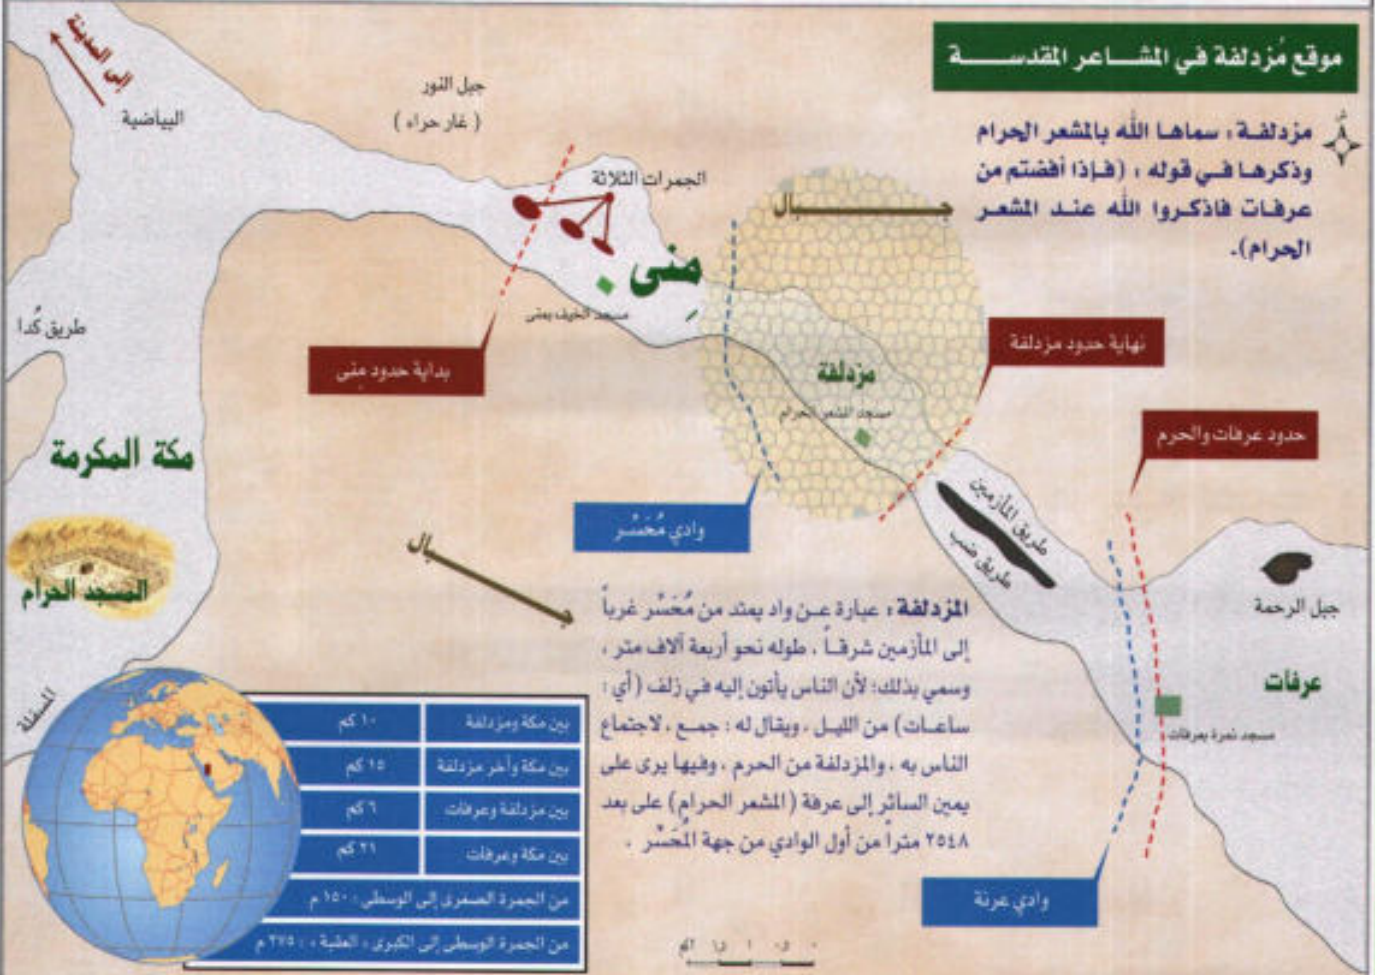 موقع مُزدلفة في المشاعر المقدسة
مزدلفة: سماها الله بالمشعر الحرام
وذكرها في قوله: (فإذا أفضتم من
عرفات فاذكروا الله عند المشعر
الحرام).
إلى المدينة
البياضية
جبل النور
(غار حراء)
الجمرات الثلاثة
جبال
منى
مسجد الخيف بمنى
طريق كُدا
بداية حدود منى
نهاية حدود مزدلفة
مزدلفة
مسجد المشعر الحرام
حدود عرفات والحرم
مكة المكرمة
وادي مُحَسِّر
طريق المأزمين
طريق ضب
المسجد الحرام
جبل الرحمة
عرفات
مسجد نمرة بعرفات
المسفلة
المزدلفة: عبارة عن واد يمتد من مُحَسِّر غرباً
إلى المأزمين شرقاً، طوله نحو أربعة آلاف متر،
وسمي بذلك؛ لأن الناس يأتون إليه في زلف (أي:
ساعات) من الليل، ويقال له: جمع، لاجتماع
الناس به، والمزدلفة من الحرم، وفيها يرى على
يمين السائر إلى عرفة (المشعر الحرام) على بعد
٢٥٤٨ متراً من أول الوادي من جهة المُحَسِّر.
بين مكة ومزدلفة ١٠ كم
بين مكة وآخر مزدلفة ١٥ كم
بين مزدلفة وعرفات ٦ كم
بين مكة وعرفات ٢١ كم
من الجمرة الصغرى إلى الوسطى: ١٥٠ م
من الجمرة الوسطى إلى الكبرى «العقبة»: ٢٧٥ م
وادي عرنة